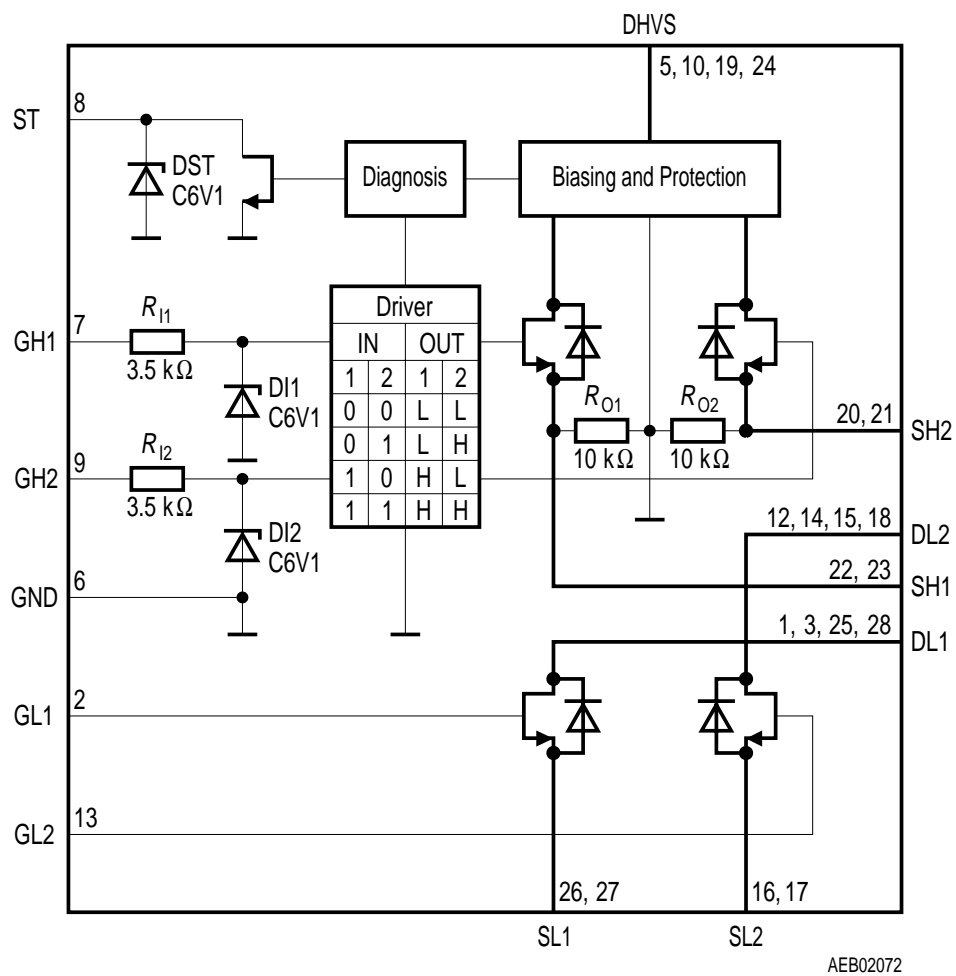 DHVS
5, 10, 19, 24
8
ST
DST
C6V1
Diagnosis
Biasing and Protection
Driver
IN OUT
1 2 1 2
0 0 L L
0 1 L H
1 0 H L
1 1 H H
RI1
7
GH1
3.5 kΩ
DI1
C6V1
RI2
9
GH2
3.5 kΩ
DI2
C6V1
6
GND
RO1
10 kΩ
RO2
10 kΩ
20, 21
SH2
12, 14, 15, 18
DL2
22, 23
SH1
1, 3, 25, 28
DL1
2
GL1
13
GL2
26, 27
16, 17
SL1
SL2
AEB02072